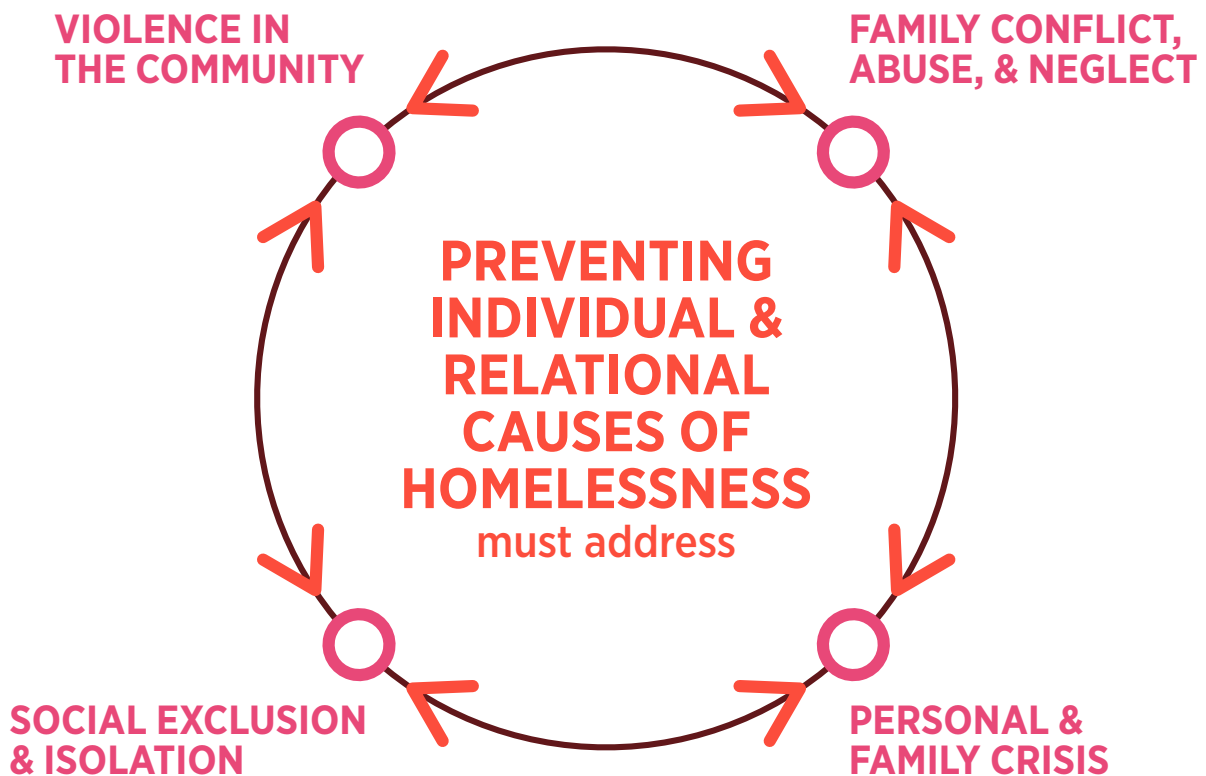 VIOLENCE IN
THE COMMUNITY
FAMILY CONFLICT,
ABUSE, & NEGLECT
PREVENTING
INDIVIDUAL &
RELATIONAL
CAUSES OF
HOMELESSNESS
must address
SOCIAL EXCLUSION
& ISOLATION
PERSONAL &
FAMILY CRISIS